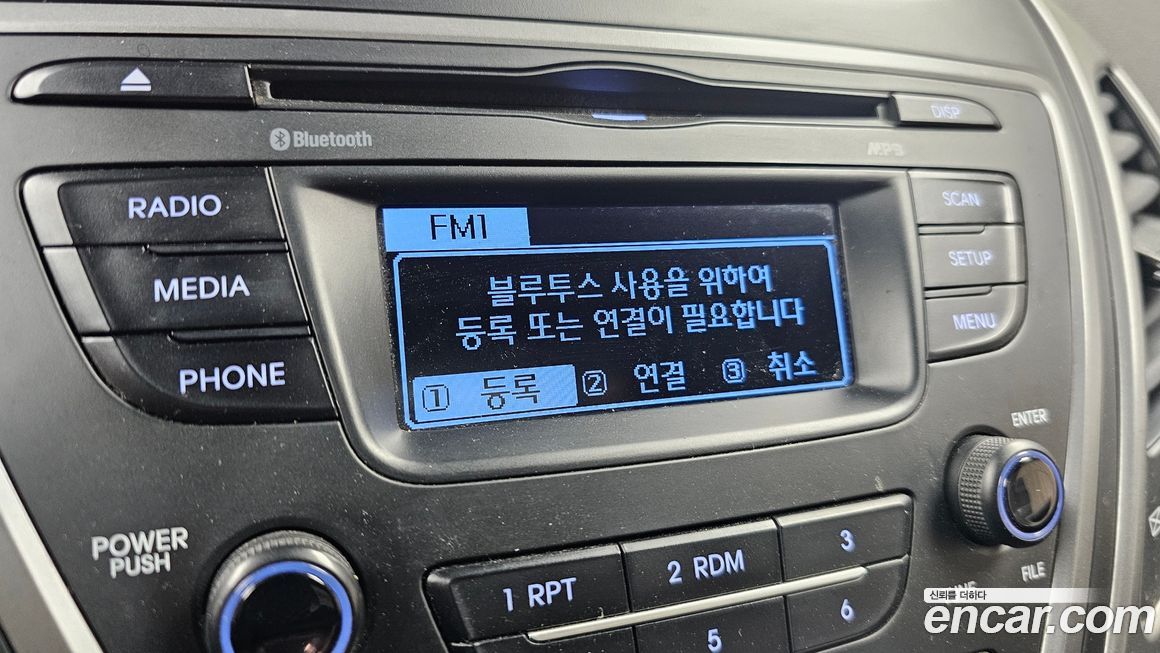 DISP
Bluetooth
MP3
RADIO
SCAN
FM1
MEDIA
SETUP
블루투스 사용을 위하여
등록 또는 연결이 필요합니다
MENU
PHONE
1 등록 2 연결 3 취소
ENTER
POWER
PUSH
3
2 RDM
1 RPT
FILE
6
5
신뢰를 더하다
encar.com